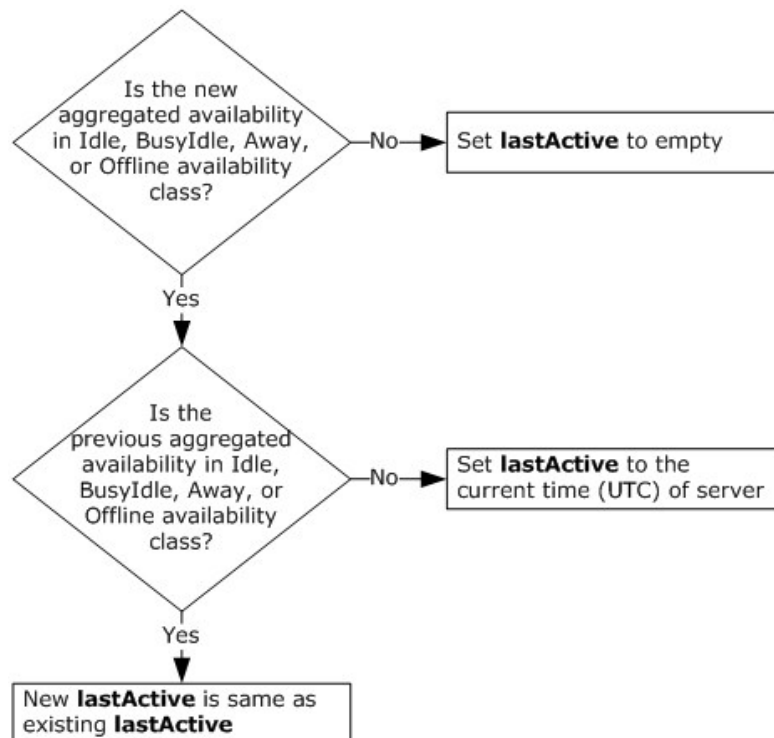 Is the new
aggregated availability
in Idle, BusyIdle, Away,
or Offline availability
class?
No
Set lastActive to empty
Yes
Is the
previous aggregated
availability in Idle,
BusyIdle, Away, or
Offline availability
class?
No
Set lastActive to the
current time (UTC) of server
Yes
New lastActive is same as
existing lastActive